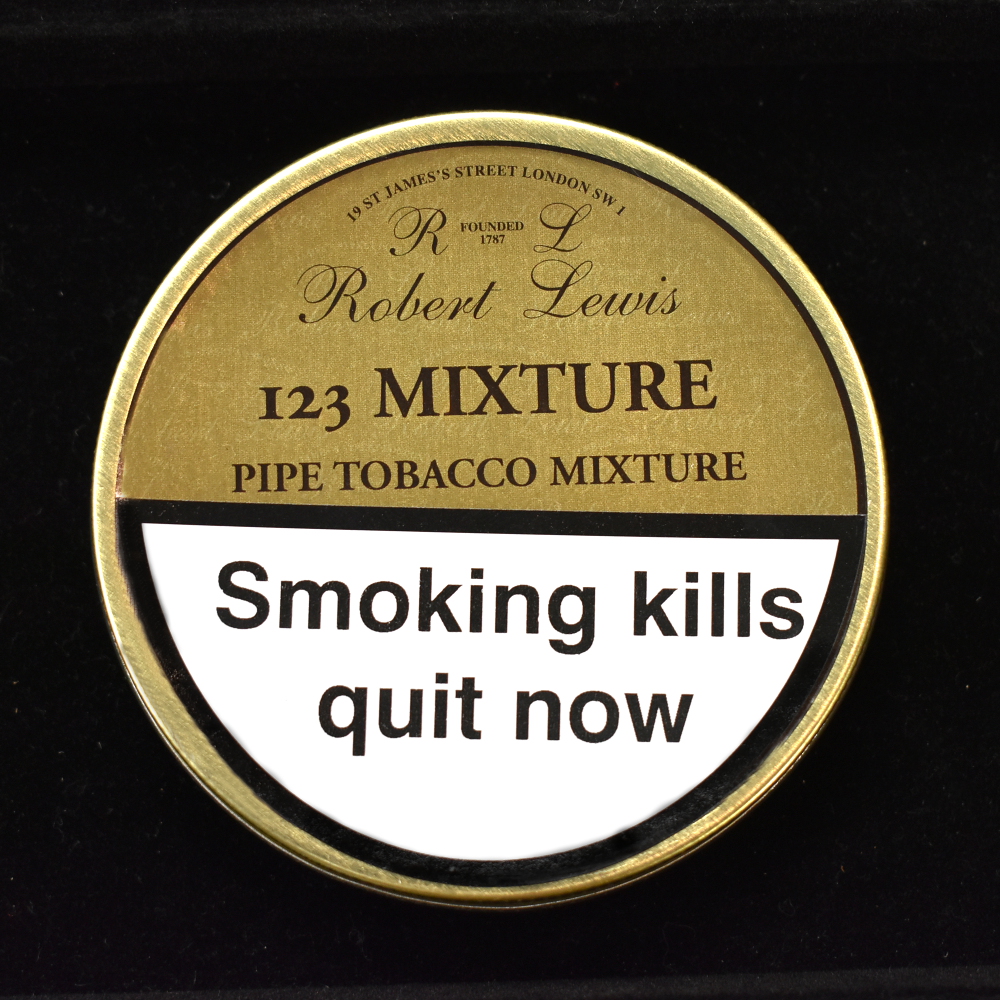 19 ST JAMES'S STREET LONDON SW 1
R FOUNDED L
1787
Robert Lewis
123 MIXTURE
PIPE TOBACCO MIXTURE
Smoking kills
quit now